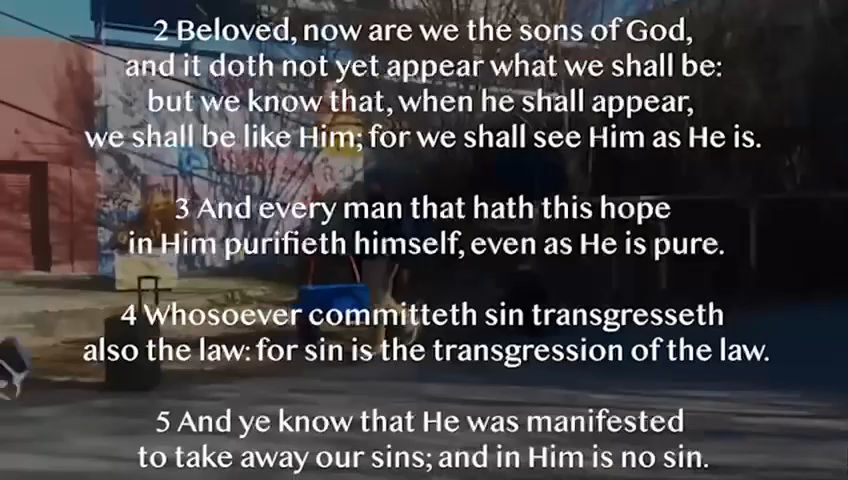 2 Beloved, now are we the sons of God,
and it doth not yet appear what we shall be:
but we know that, when he shall appear,
we shall be like Him; for we shall see Him as He is.
3 And every man that hath this hope
in Him purifieth himself, even as He is pure.
4 Whosoever committeth sin transgresseth
also the law: for sin is the transgression of the law.
5 And ye know that He was manifested
to take away our sins; and in Him is no sin.